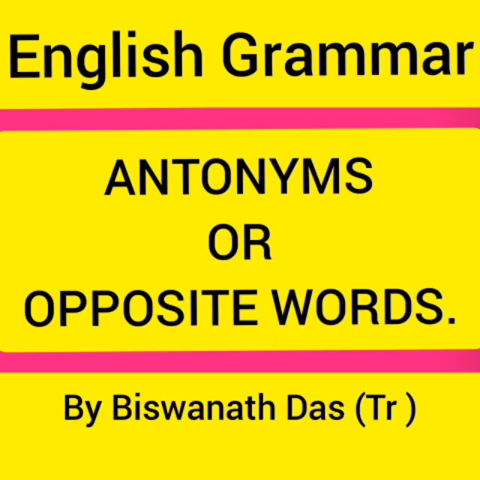 English Grammar
ANTONYMS
OR
OPPOSITE WORDS.
By Biswanath Das (Tr )